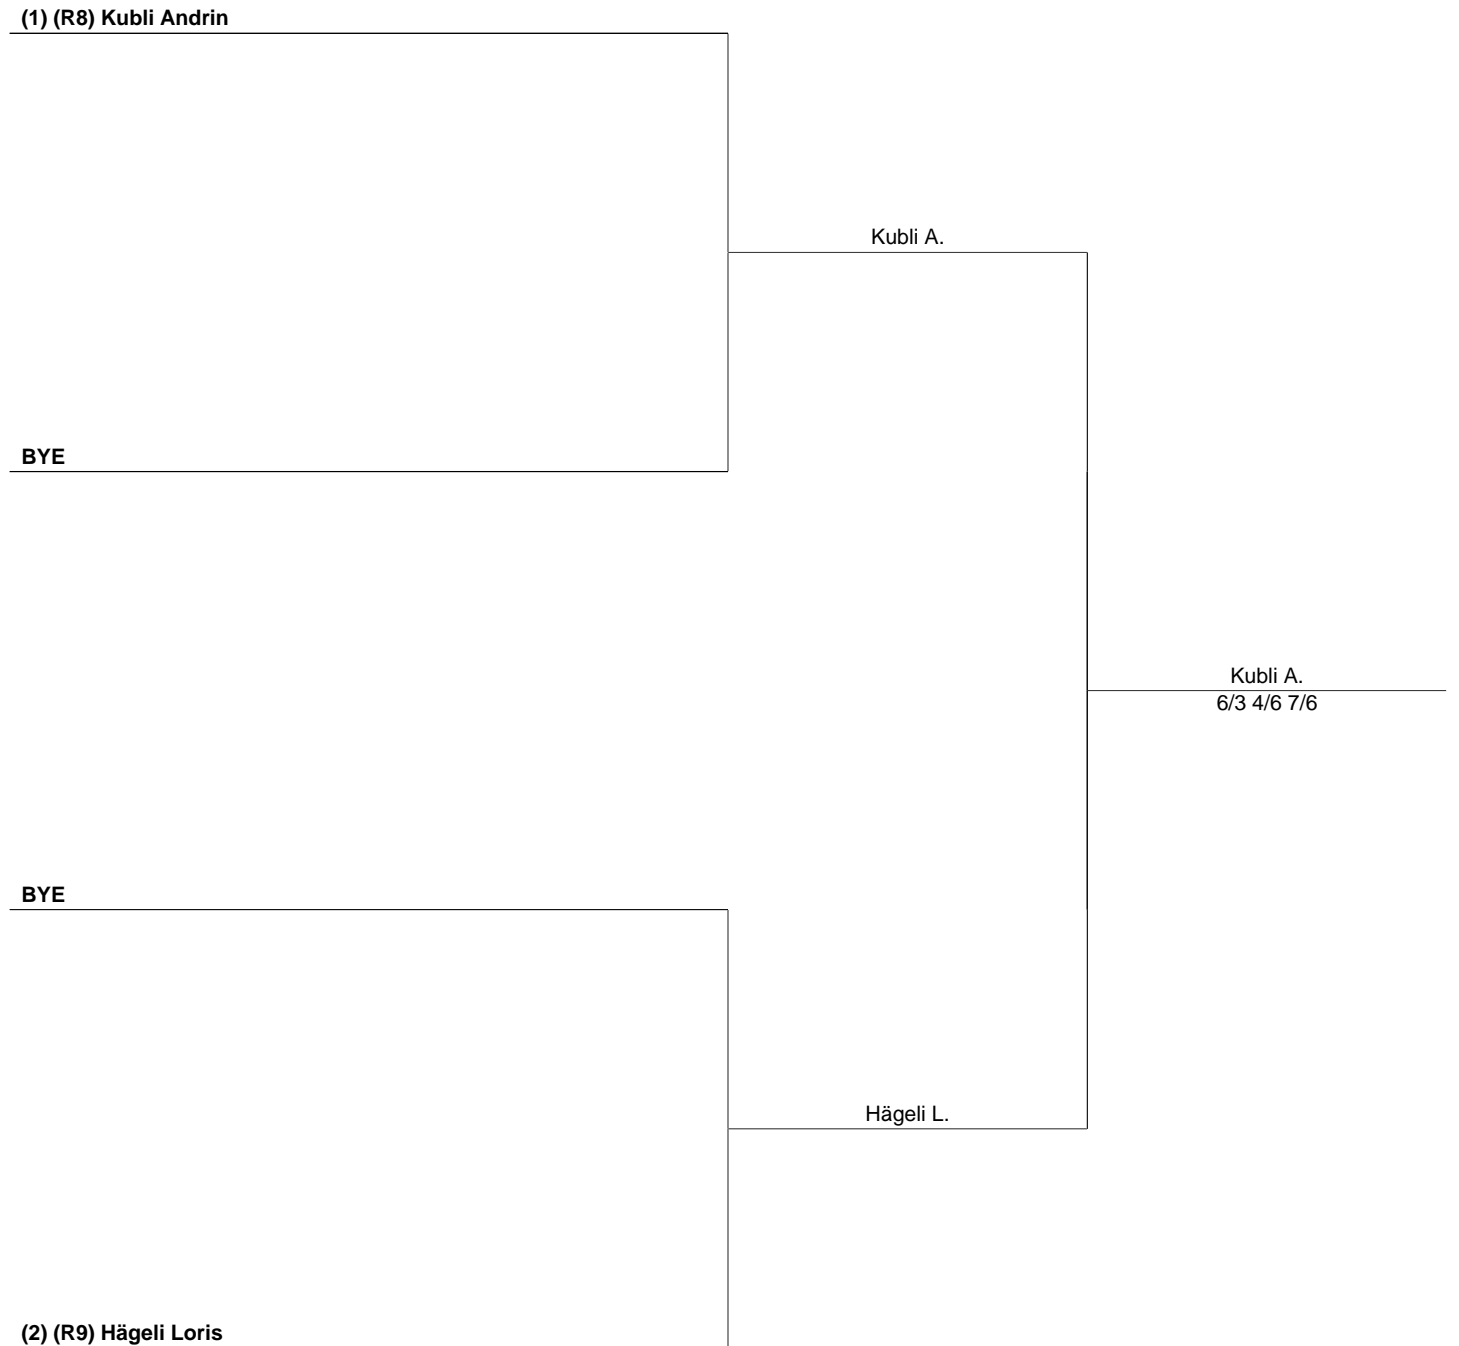 (1) (R8) Kubli Andrin
Kubli A.
BYE
Kubli A.
6/3 4/6 7/6
BYE
Hägeli L.
(2) (R9) Hägeli Loris